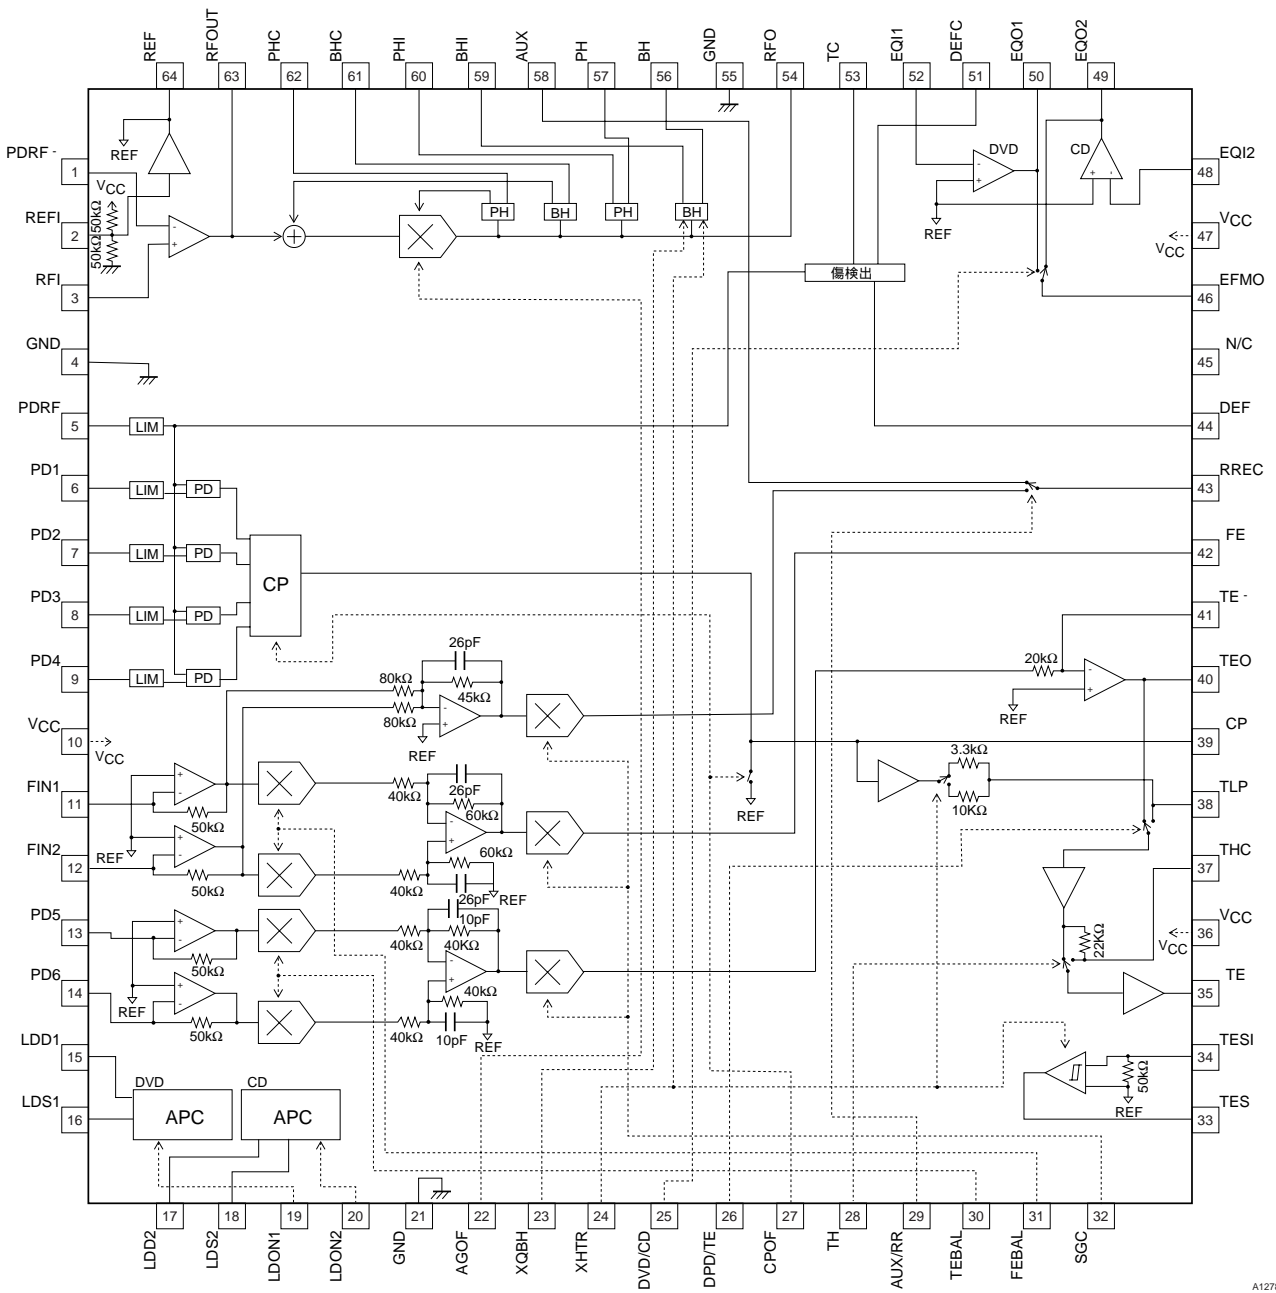 REF
RFOUT
PHC
BHC
PHI
BHI
AUX
PH
BH
GND
RFO
TC
EQI1
DEFC
EQO1
EQO2
64
63
62
61
60
59
58
57
56
55
54
53
52
51
50
49
PDRF -
1
REFI
2
RFI
3
GND
4
PDRF
5
PD1
6
PD2
7
PD3
8
PD4
9
VCC
10
FIN1
11
FIN2
12
PD5
13
PD6
14
LDD1
15
LDS1
16
REF
VCC
50kΩ
50kΩ
-
+
+
PH
BH
PH
BH
傷検出
DVD
-
+
REF
CD
+
-
EQI2
48
VCC
47
VCC
EFMO
46
N/C
45
DEF
44
RREC
43
FE
42
TE -
41
TEO
40
CP
39
TLP
38
THC
37
VCC
36
VCC
TE
35
TESI
34
TES
33
LIM
LIM
PD
LIM
PD
LIM
PD
LIM
PD
CP
26pF
80kΩ
45kΩ
80kΩ
-
+
REF
VCC
+
-
50kΩ
+
-
REF
50kΩ
40kΩ
26pF
60kΩ
-
+
60kΩ
40kΩ
26pF
REF
+
-
50kΩ
+
-
REF
50kΩ
40kΩ
10pF
40KΩ
-
+
40kΩ
40kΩ
10pF
REF
REF
20kΩ
-
+
REF
3.3kΩ
10KΩ
22KΩ
50kΩ
REF
DVD
APC
CD
APC
17
18
19
20
21
22
23
24
25
26
27
28
29
30
31
32
LDD2
LDS2
LDON1
LDON2
GND
AGOF
XQBH
XHTR
DVD/CD
DPD/TE
CPOF
TH
AUX/RR
TEBAL
FEBAL
SGC